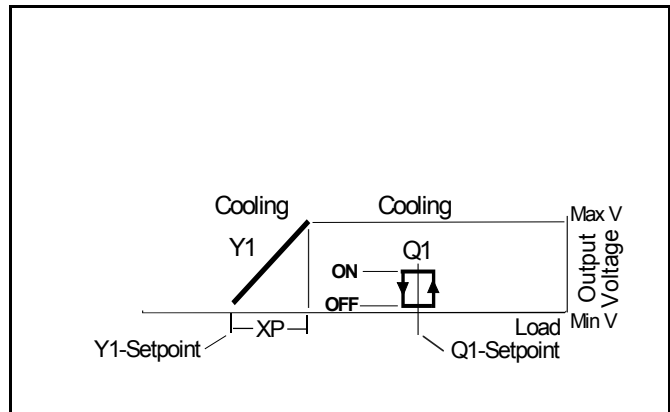 Cooling Cooling
Y1 Q1
Max V
ON
OFF
Output
Voltage
XP
Load
Min V
Y1-Setpoint
Q1-Setpoint